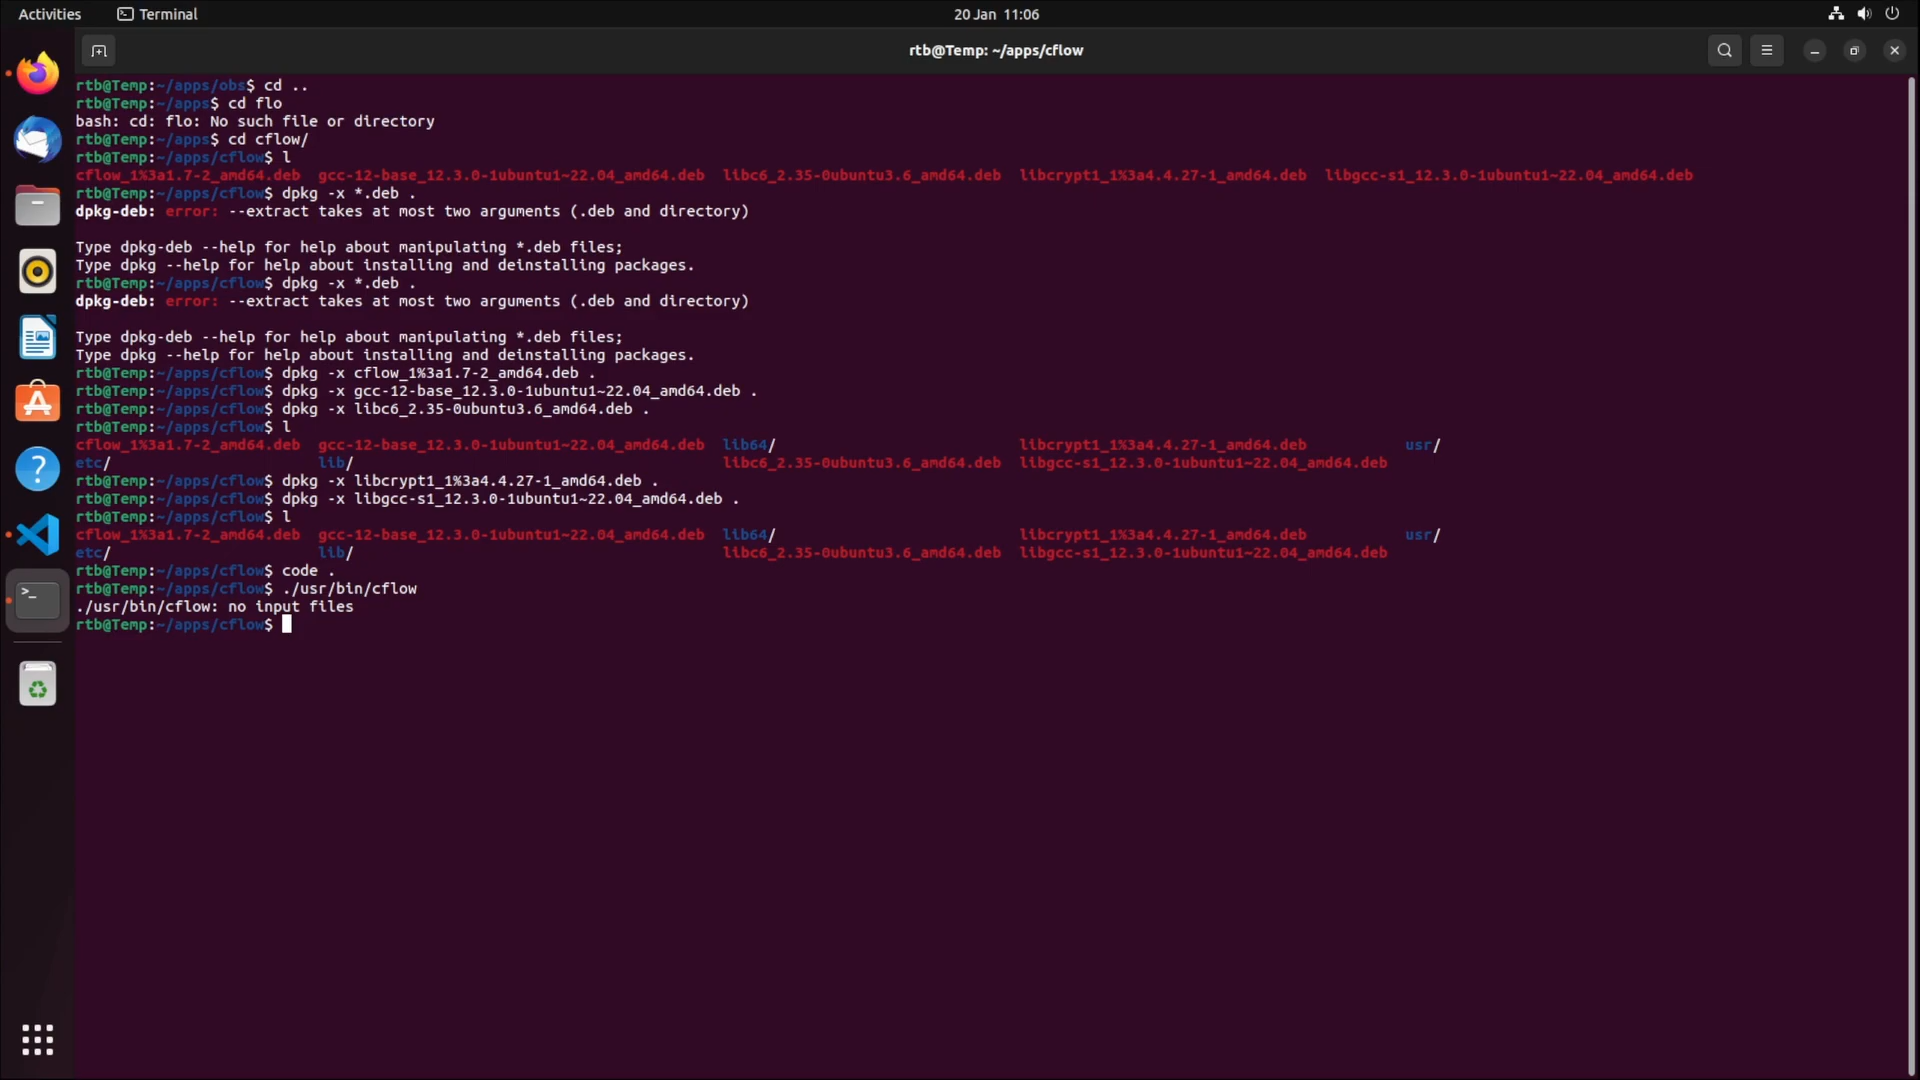 Activities Terminal 20 Jan 11:06
rtb@Temp: ~/apps/cflow
rtb@Temp:~/apps/obs$ cd ..
rtb@Temp:~/apps$ cd flo
bash: cd: flo: No such file or directory
rtb@Temp:~/apps$ cd cflow/
rtb@Temp:~/apps/cflow$ l
cflow_1%3a1.7-2_amd64.deb gcc-12-base_12.3.0-1ubuntu1~22.04_amd64.deb libc6_2.35-0ubuntu3.6_amd64.deb libcrypt1_1%3a4.4.27-1_amd64.deb libgcc-s1_12.3.0-1ubuntu1~22.04_amd64.deb
rtb@Temp:~/apps/cflow$ dpkg -x *.deb .
dpkg-deb: error: --extract takes at most two arguments (.deb and directory)
Type dpkg-deb --help for help about manipulating *.deb files;
Type dpkg --help for help about installing and deinstalling packages.
rtb@Temp:~/apps/cflow$ dpkg -x *.deb .
dpkg-deb: error: --extract takes at most two arguments (.deb and directory)
Type dpkg-deb --help for help about manipulating *.deb files;
Type dpkg --help for help about installing and deinstalling packages.
rtb@Temp:~/apps/cflow$ dpkg -x cflow_1%3a1.7-2_amd64.deb .
rtb@Temp:~/apps/cflow$ dpkg -x gcc-12-base_12.3.0-1ubuntu1~22.04_amd64.deb .
rtb@Temp:~/apps/cflow$ dpkg -x libc6_2.35-0ubuntu3.6_amd64.deb .
rtb@Temp:~/apps/cflow$ l
cflow_1%3a1.7-2_amd64.deb gcc-12-base_12.3.0-1ubuntu1~22.04_amd64.deb lib64/ libcrypt1_1%3a4.4.27-1_amd64.deb usr/
etc/ lib/ libc6_2.35-0ubuntu3.6_amd64.deb libgcc-s1_12.3.0-1ubuntu1~22.04_amd64.deb
rtb@Temp:~/apps/cflow$ dpkg -x libcrypt1_1%3a4.4.27-1_amd64.deb .
rtb@Temp:~/apps/cflow$ dpkg -x libgcc-s1_12.3.0-1ubuntu1~22.04_amd64.deb .
rtb@Temp:~/apps/cflow$ l
cflow_1%3a1.7-2_amd64.deb gcc-12-base_12.3.0-1ubuntu1~22.04_amd64.deb lib64/ libcrypt1_1%3a4.4.27-1_amd64.deb usr/
etc/ lib/ libc6_2.35-0ubuntu3.6_amd64.deb libgcc-s1_12.3.0-1ubuntu1~22.04_amd64.deb
rtb@Temp:~/apps/cflow$ code .
rtb@Temp:~/apps/cflow$ ./usr/bin/cflow
./usr/bin/cflow: no input files
rtb@Temp:~/apps/cflow$